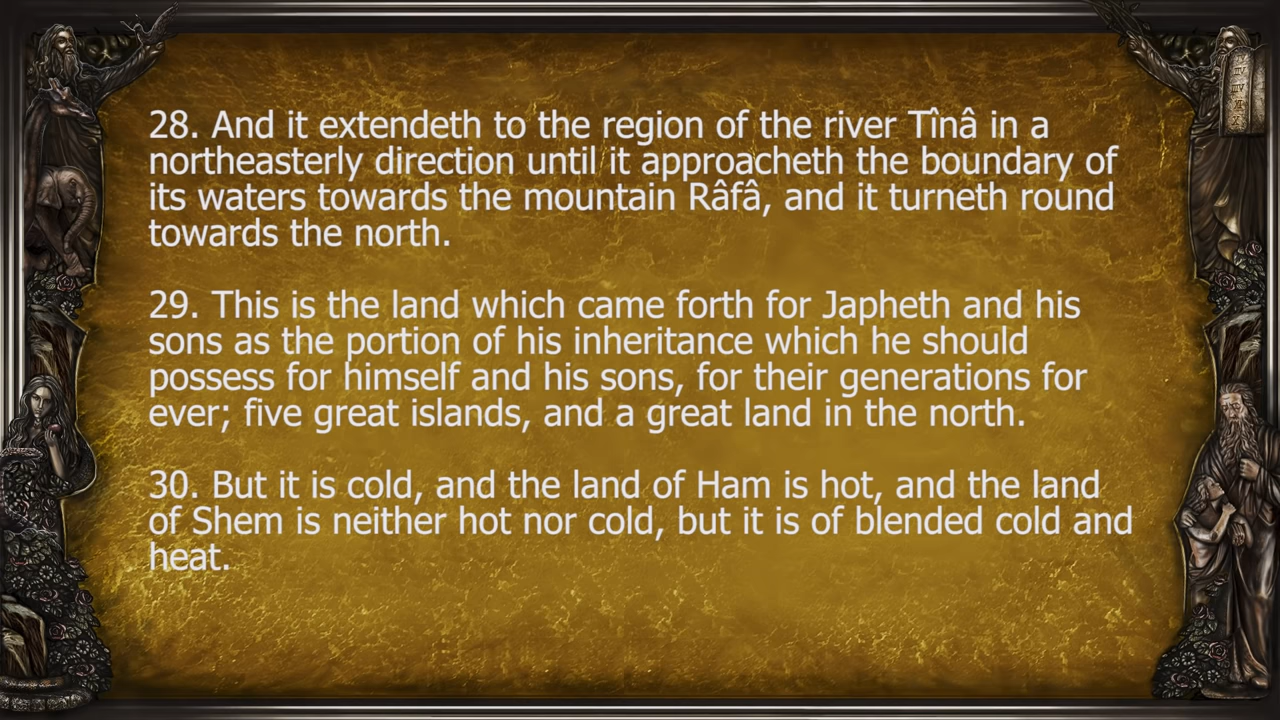 28. And it extendeth to the region of the river Tînâ in a
northeasterly direction until it approacheth the boundary of
its waters towards the mountain Râfâ, and it turneth round
towards the north.
29. This is the land which came forth for Japheth and his
sons as the portion of his inheritance which he should
possess for himself and his sons, for their generations for
ever; five great islands, and a great land in the north.
30. But it is cold, and the land of Ham is hot, and the land
of Shem is neither hot nor cold, but it is of blended cold and
heat.